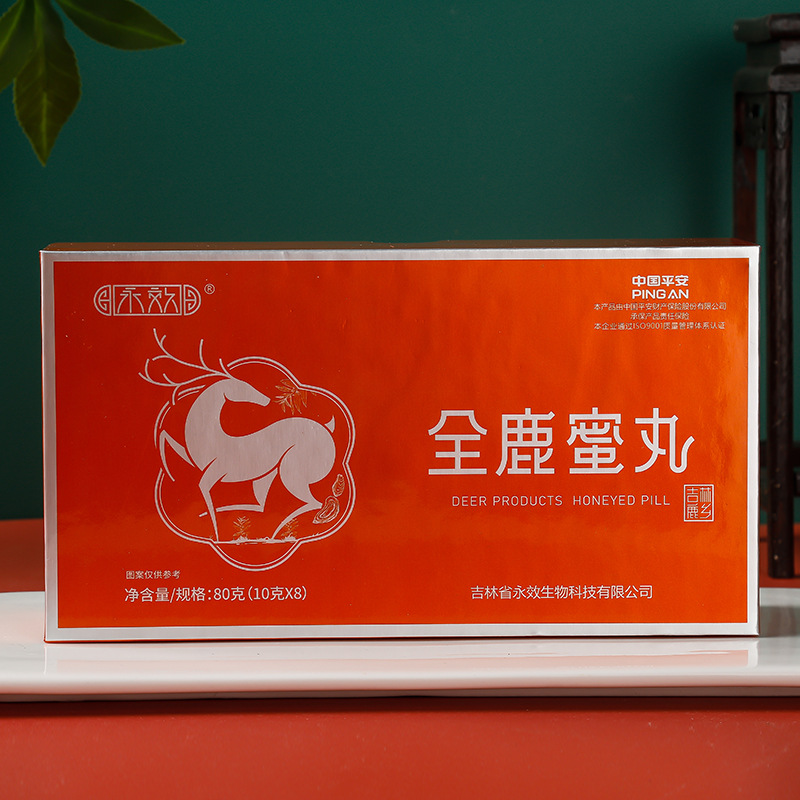 永效®
中国平安
PING AN
本产品由中国平安财产保险股份有限公司
承保产品责任保险
本企业通过ISO9001质量管理体系认证
全鹿蜜丸
DEER PRODUCTS HONEYED PILL
吉林
鹿乡
图案仅供参考
净含量/规格:80克(10克X8)
吉林省永效生物科技有限公司